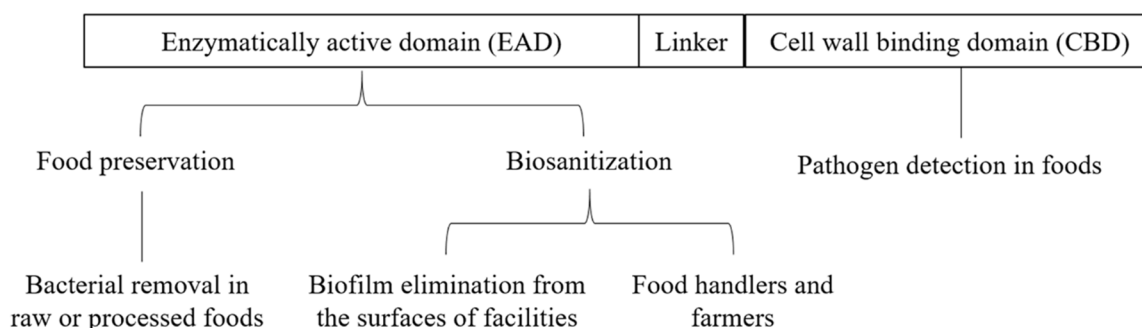 Enzymatically active domain (EAD) Linker Cell wall binding domain (CBD)
Food preservation Biosanitization Pathogen detection in foods
Bacterial removal in
raw or processed foods
Biofilm elimination from
the surfaces of facilities
Food handlers and
farmers